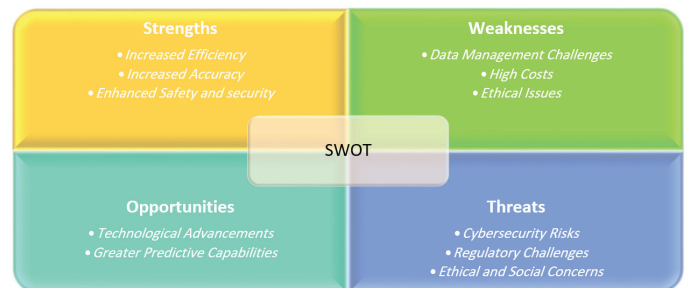 Strengths
• Increased Efficiency
• Increased Accuracy
• Enhanced Safety and security
Weaknesses
• Data Management Challenges
• High Costs
• Ethical Issues
SWOT
Opportunities
• Technological Advancements
• Greater Predictive Capabilities
Threats
• Cybersecurity Risks
• Regulatory Challenges
• Ethical and Social Concerns